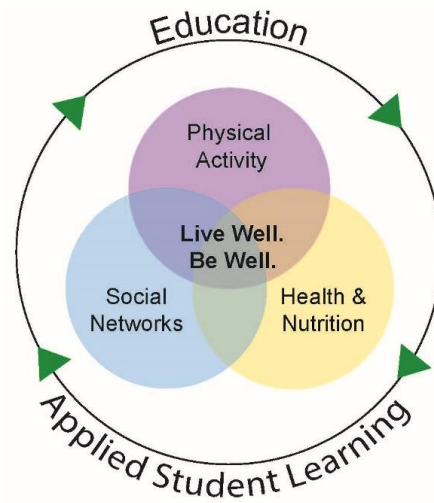 Education
Physical
Activity
Live Well.
Be Well.
Social
Networks
Health &
Nutrition
Applied Student Learning